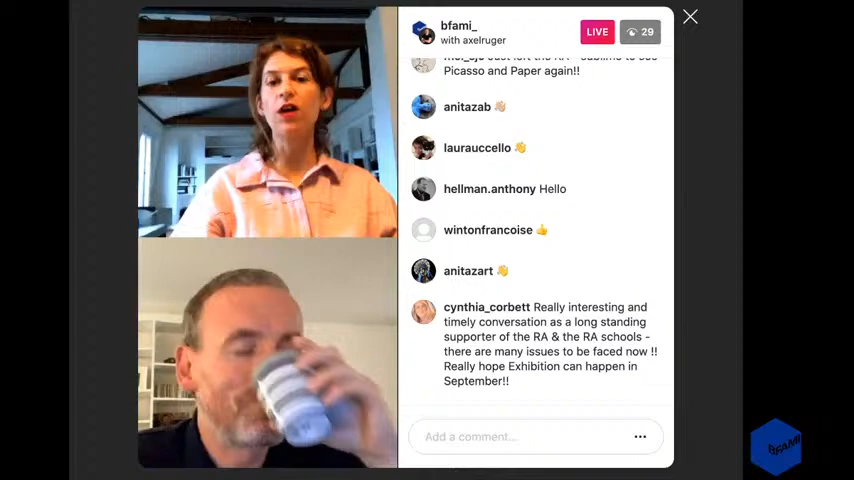 bfami_
with axelruger
LIVE
29
Picasso and Paper again!!
anitazab 👋🏻
laurauccello 👋
hellman.anthony Hello
wintonfrancoise 👍
anitazart 👋
cynthia_corbett Really interesting and
timely conversation as a long standing
supporter of the RA & the RA schools -
there are many issues to be faced now !!
Really hope Exhibition can happen in
September!!
Add a comment...
BFAMI